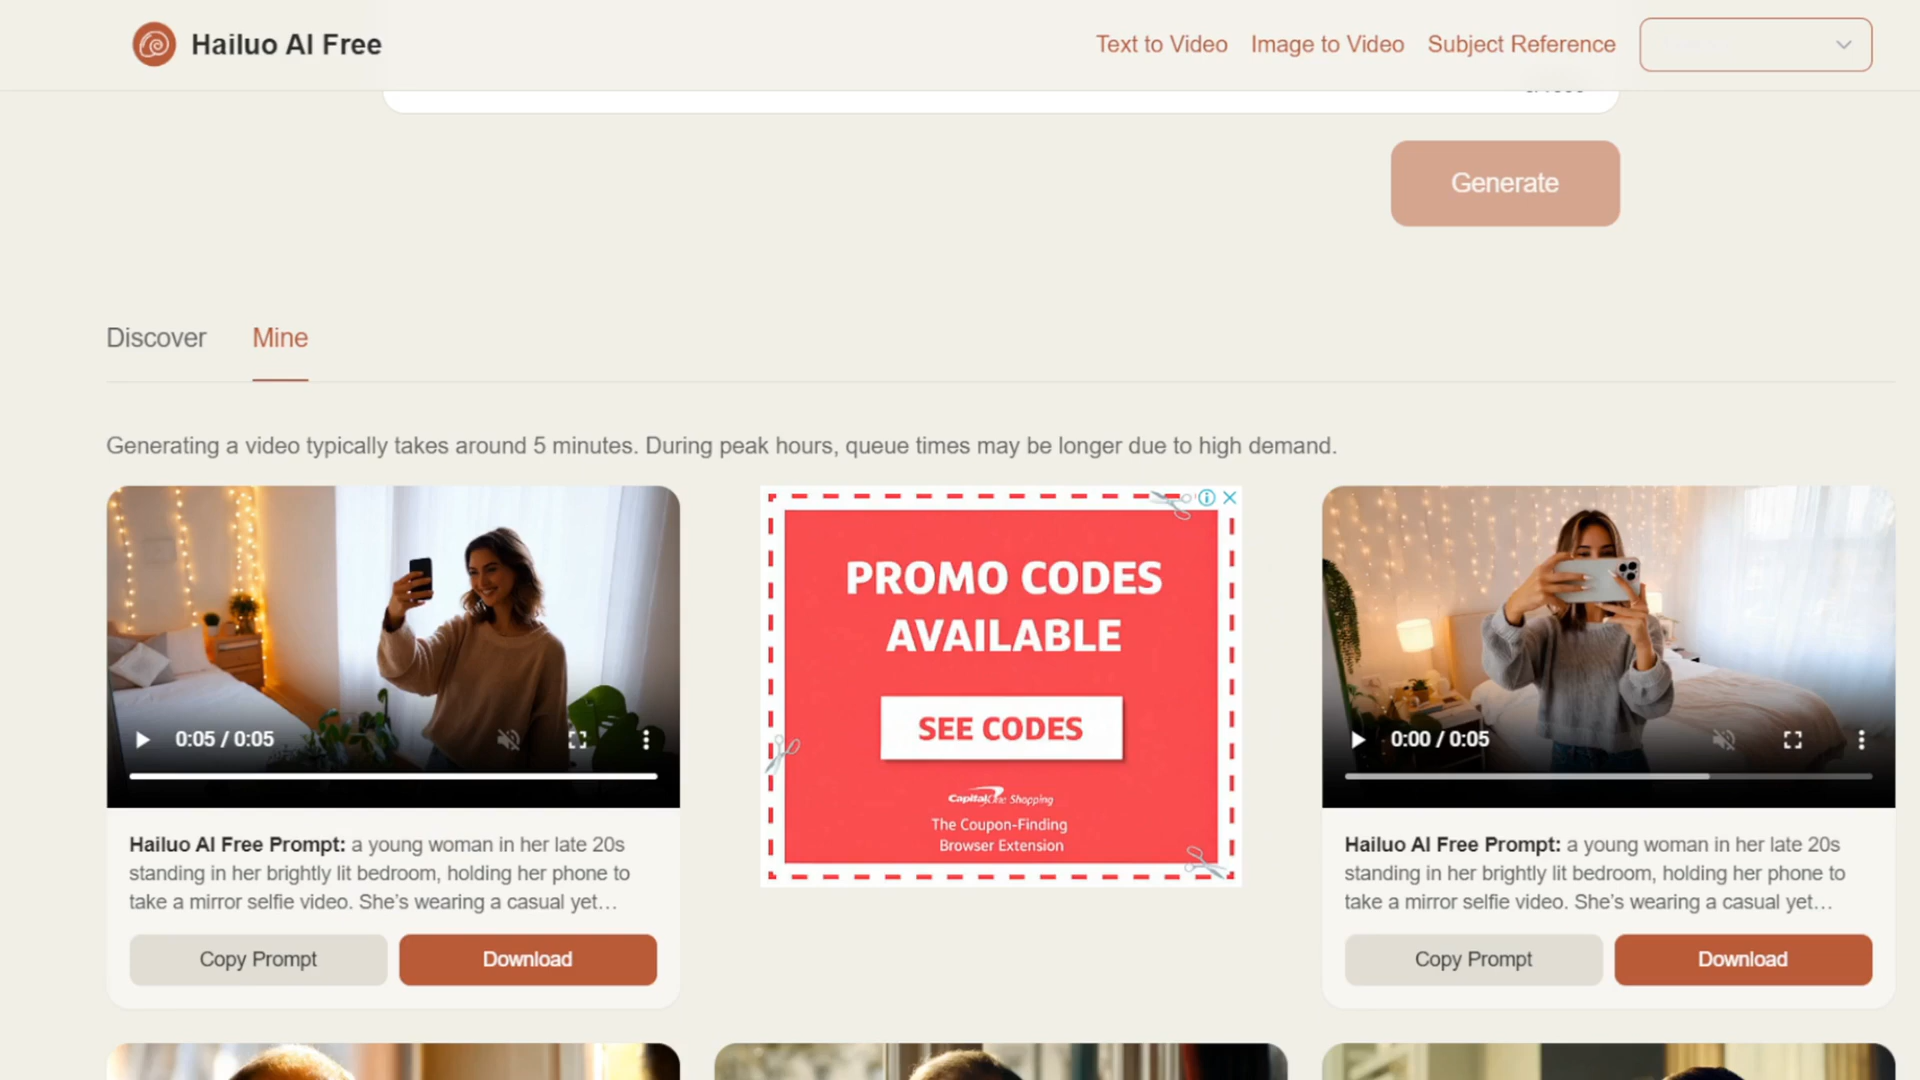 Hailuo AI Free
Text to Video
Image to Video
Subject Reference
Generate
Discover
Mine
Generating a video typically takes around 5 minutes. During peak hours, queue times may be longer due to high demand.
0:05 / 0:05
PROMO CODES
AVAILABLE
SEE CODES
CapitalOne Shopping
The Coupon-Finding
Browser Extension
0:00 / 0:05
Hailuo AI Free Prompt: a young woman in her late 20s
standing in her brightly lit bedroom, holding her phone to
take a mirror selfie video. She's wearing a casual yet…
Copy Prompt
Download
Hailuo AI Free Prompt: a young woman in her late 20s
standing in her brightly lit bedroom, holding her phone to
take a mirror selfie video. She's wearing a casual yet…
Copy Prompt
Download